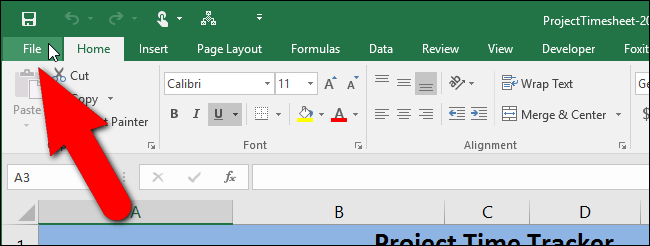 ProjectTimesheet-20
File Home Insert Page Layout Formulas Data Review View Developer Foxit
Cut
Calibri 11 A A Wrap Text Ge
Paste Copy
Painter B I U A Merge & Center $
Font Alignment
A3 fx
A B C D
1 Project Time Tracker